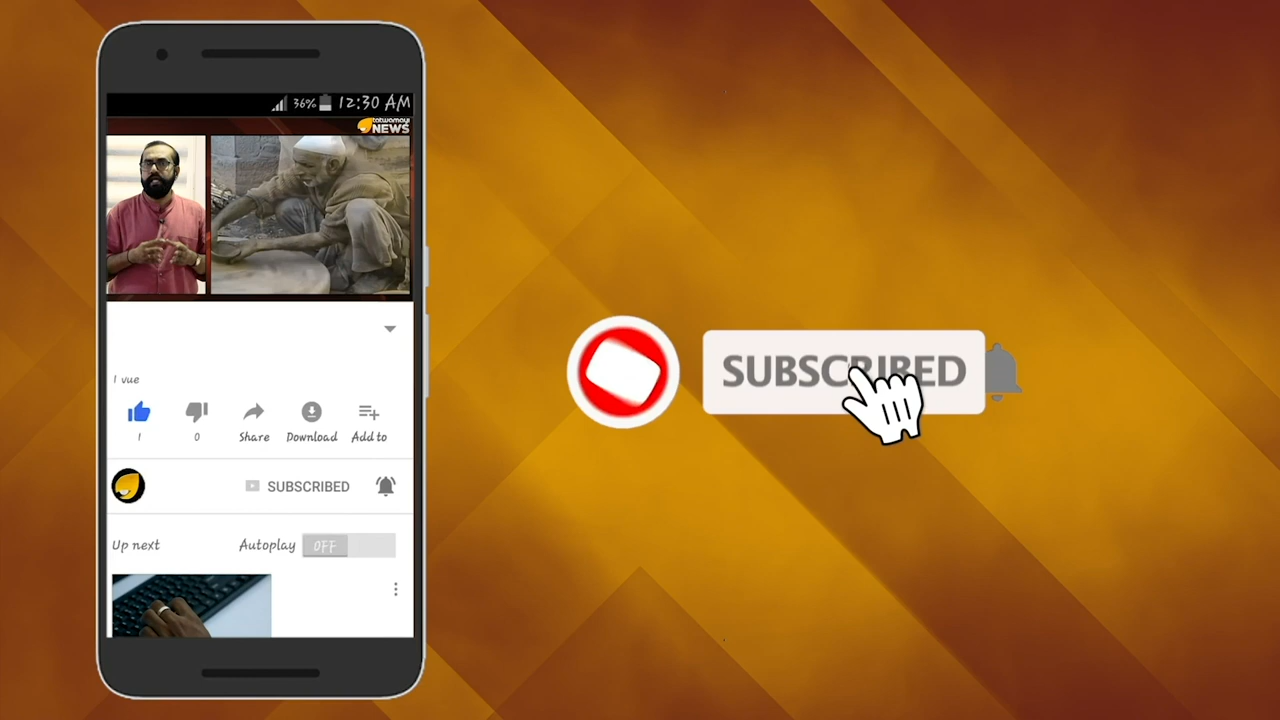 36% 12:30 AM
tatwamayi
NEWS
1 vue
1
0
Share
Download
Add to
SUBSCRIBED
Up next
Autoplay
OFF
SUBSCRIBED